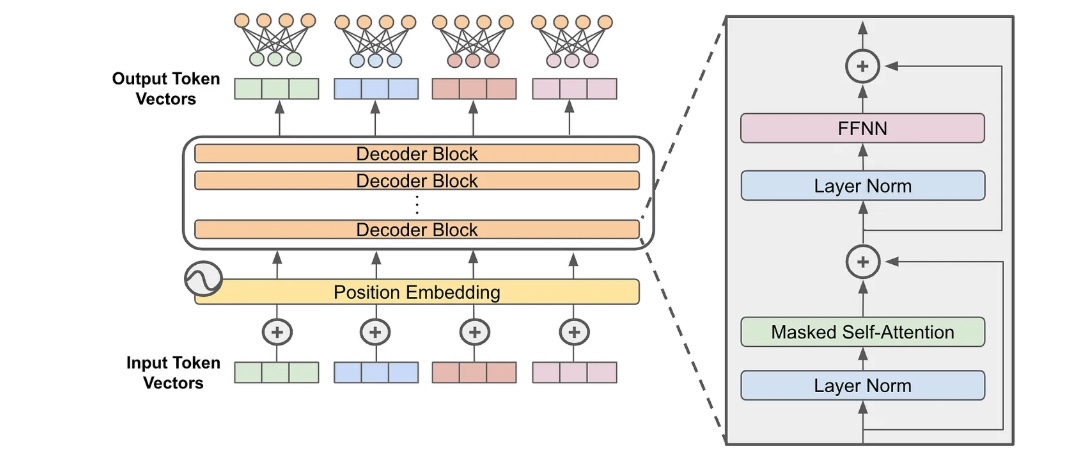 Output Token
Vectors
Decoder Block
Decoder Block
Decoder Block
Position Embedding
Input Token
Vectors
FFNN
Layer Norm
Masked Self-Attention
Layer Norm